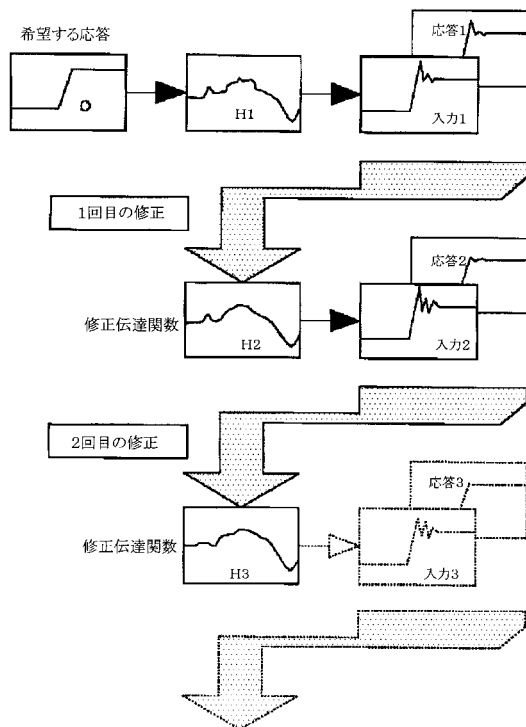 希望する応答
応答1
H1
入力1
1回目の修正
応答2
修正伝達関数
H2
入力2
2回目の修正
応答3
修正伝達関数
H3
入力3